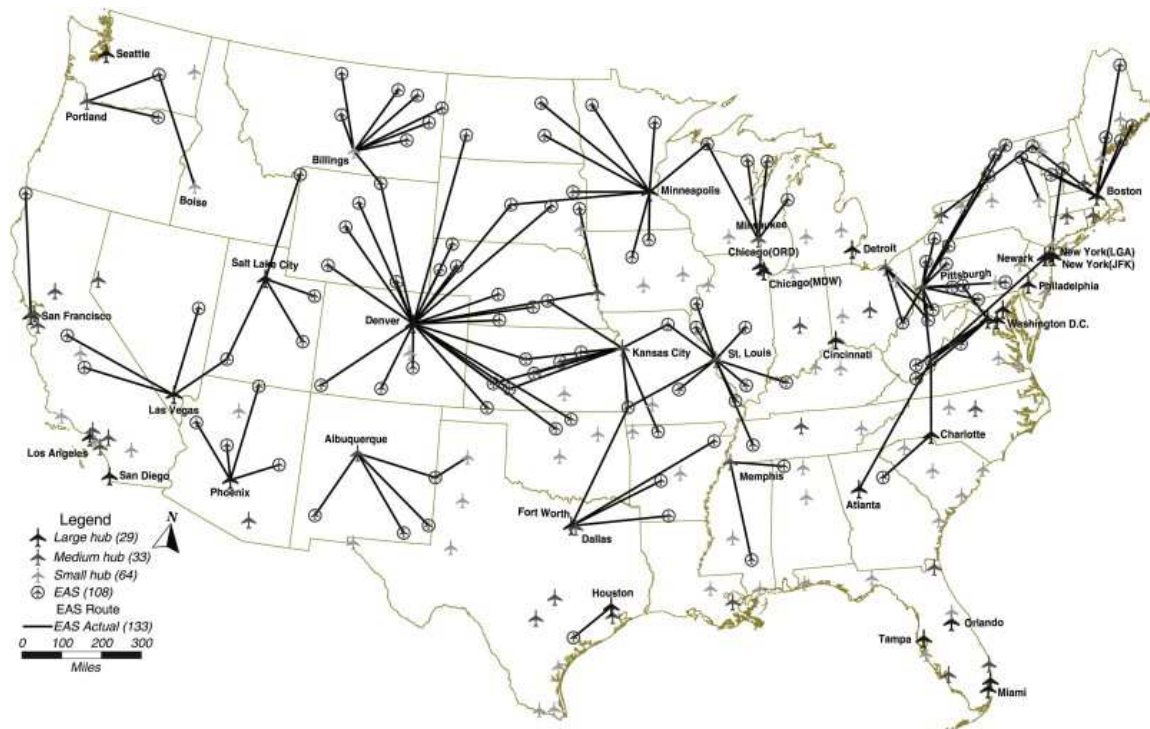 Seattle
Portland
Billings
Minneapolis
Boise
Boston
Milwaukee
Chicago(ORD)
Detroit
Newark
New York(LGA)
Salt Lake City
Pittsburgh
New York(JFK)
Chicago(MDW)
Philadelphia
San Francisco
Denver
Washington D.C.
Kansas City
St. Louis
Cincinnati
Las Vegas
Albuquerque
Charlotte
Los Angeles
San Diego
Phoenix
Memphis
Atlanta
Fort Worth
Dallas
Legend
N
Large hub (29)
Medium hub (33)
Small hub (64)
EAS (108)
EAS Route
EAS Actual (133)
0 100 200 300
Miles
Houston
Orlando
Tampa
Miami